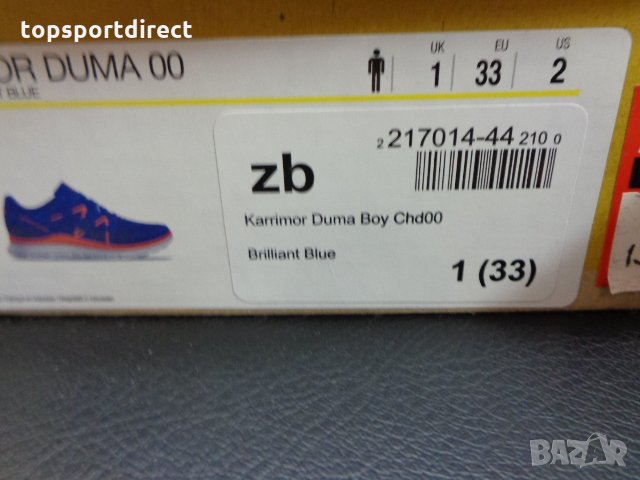 topsportdirect
OR DUMA 00
BLUE
UK
1
EU
33
US
2
2 217014-44 210 0
zb
Karrimor Duma Boy Chd00
Brilliant Blue
1 (33)
BAZAR